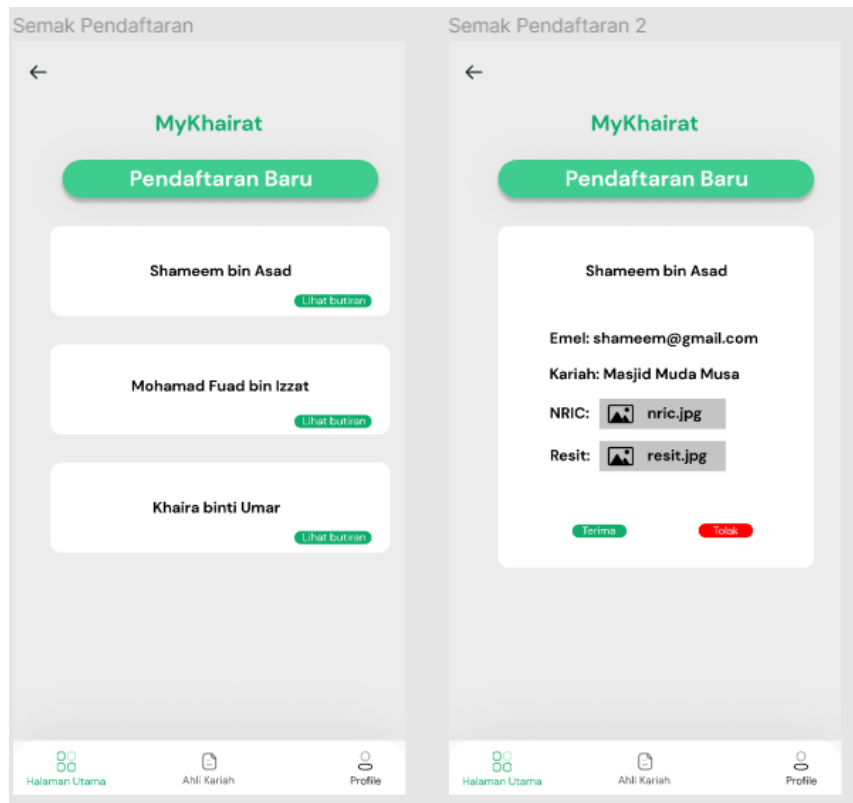 Semak Pendaftaran
MyKhairat
Pendaftaran Baru
Shameem bin Asad
Lihat butiran
Mohamad Fuad bin Izzat
Lihat butiran
Khaira binti Umar
Lihat butiran
Halaman Utama
Ahli Kariah
Profile
Semak Pendaftaran 2
MyKhairat
Pendaftaran Baru
Shameem bin Asad
Emel: shameem@gmail.com
Kariah: Masjid Muda Musa
NRIC: nric.jpg
Resit: resit.jpg
Terima
Tolak
Halaman Utama
Ahli Kariah
Profile